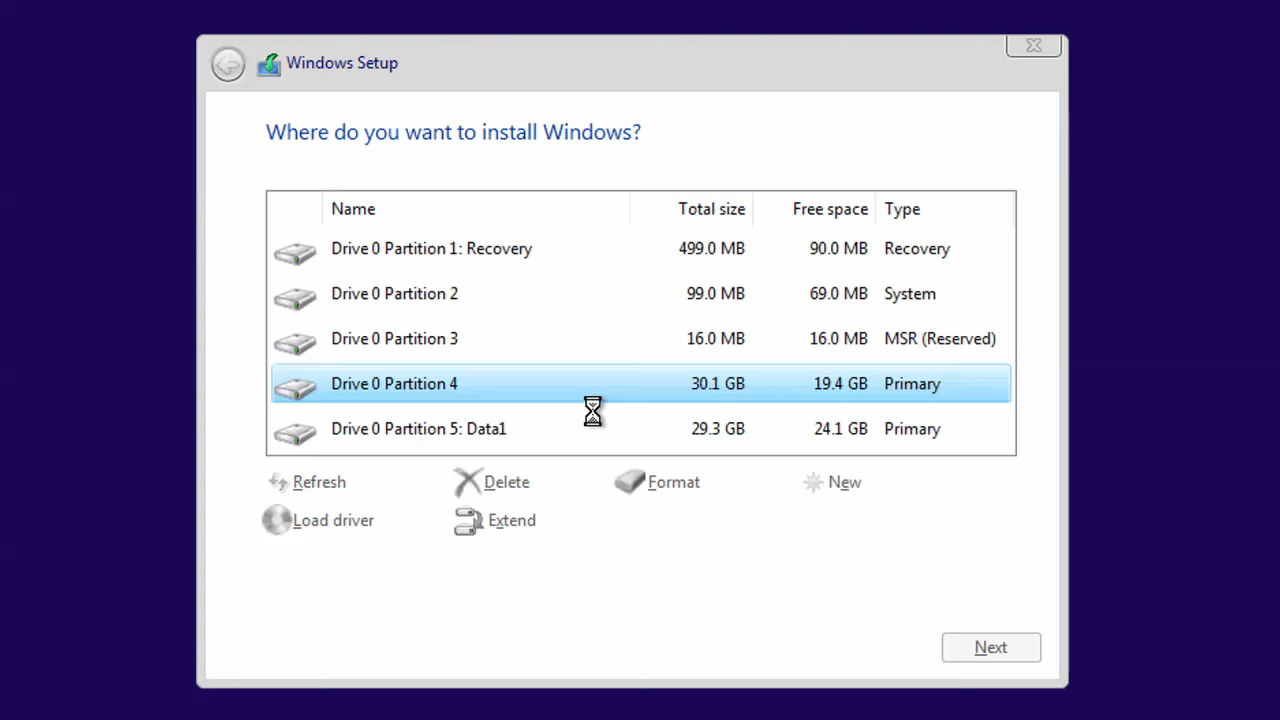 Windows Setup
Where do you want to install Windows?
Name Total size Free space Type
Drive 0 Partition 1: Recovery 499.0 MB 90.0 MB Recovery
Drive 0 Partition 2 99.0 MB 69.0 MB System
Drive 0 Partition 3 16.0 MB 16.0 MB MSR (Reserved)
Drive 0 Partition 4 30.1 GB 19.4 GB Primary
Drive 0 Partition 5: Data1 29.3 GB 24.1 GB Primary
Refresh Delete Format New
Load driver Extend
Next